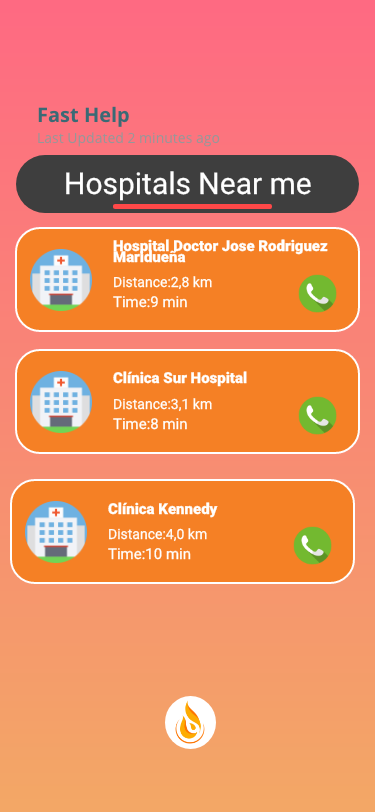 Fast Help
Last Updated 2 minutes ago
Hospitals Near me
Hospital Doctor Jose Rodriguez
Maridueña
Distance:2,8 km
Time:9 min
Clínica Sur Hospital
Distance:3,1 km
Time:8 min
Clínica Kennedy
Distance:4,0 km
Time:10 min